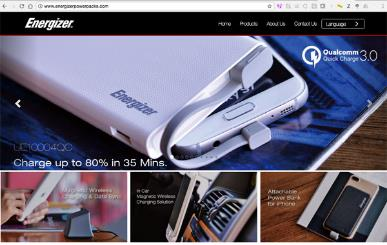 www.energizerpowerpacks.com
Energizer.
Home Products About Us Contact Us Language
Qualcomm
Quick Charge 3.0
Energizer
UE10004QC
Charge up to 80% in 35 Mins.
Magnetic Wireless
Charging & Data Sync
In Car
Magnetic Wireless
Charging Solution
Attachable
Power Bank
for iPhone